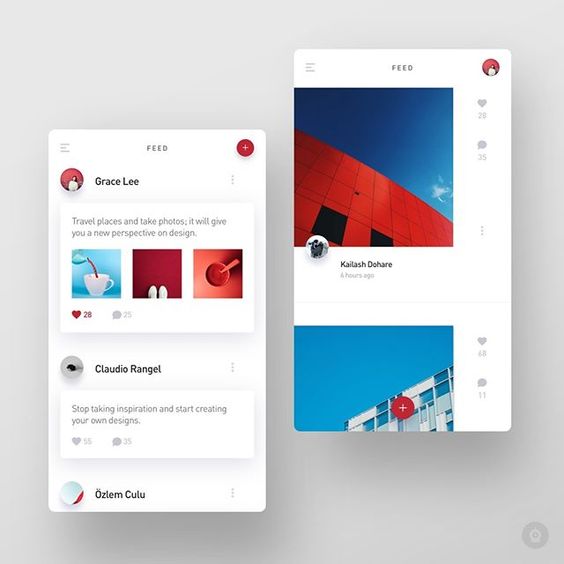 FEED
Grace Lee
Travel places and take photos; it will give
you a new perspective on design.
28
25
Claudio Rangel
Stop taking inspiration and start creating
your own designs.
55
35
Özlem Culu
FEED
28
35
Kailash Dohare
6 hours ago
68
11